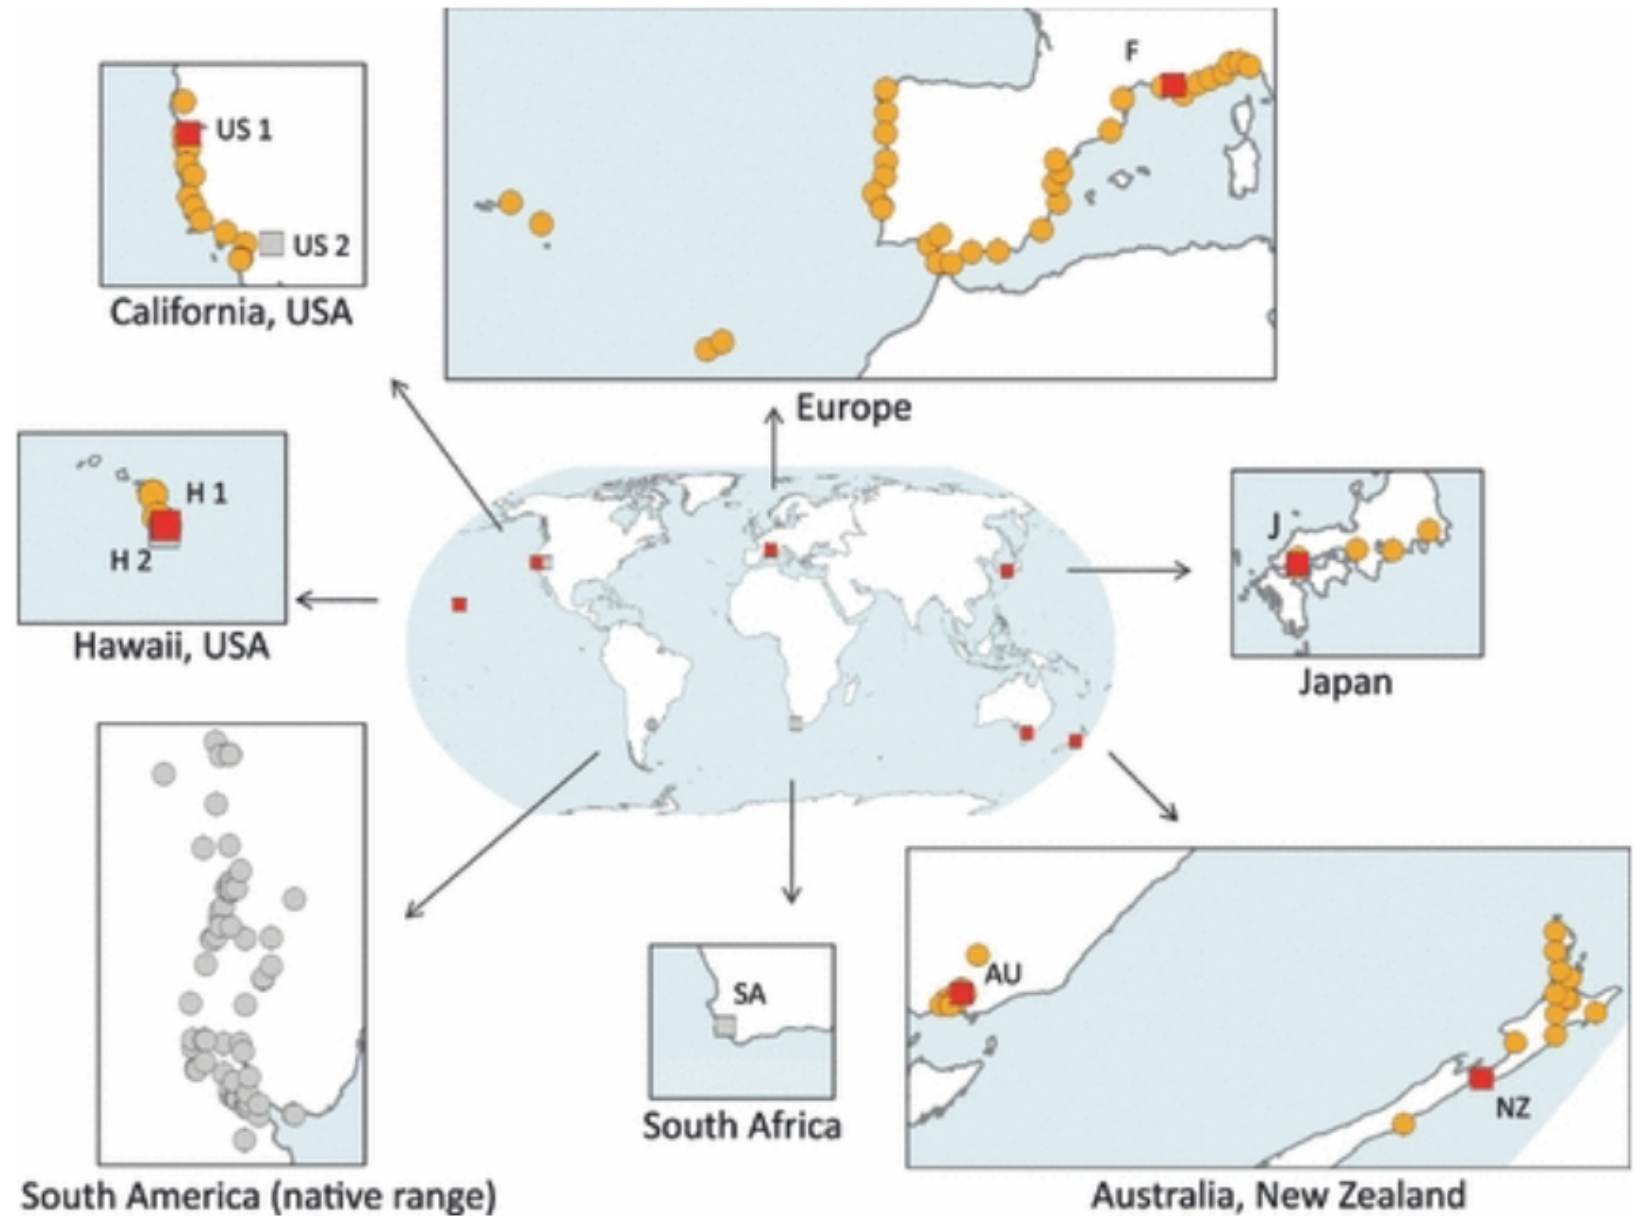 F
US 1
US 2
California, USA
Europe
H 1
H 2
Hawaii, USA
J
Japan
AU
SA
NZ
South Africa
South America (native range)
Australia, New Zealand